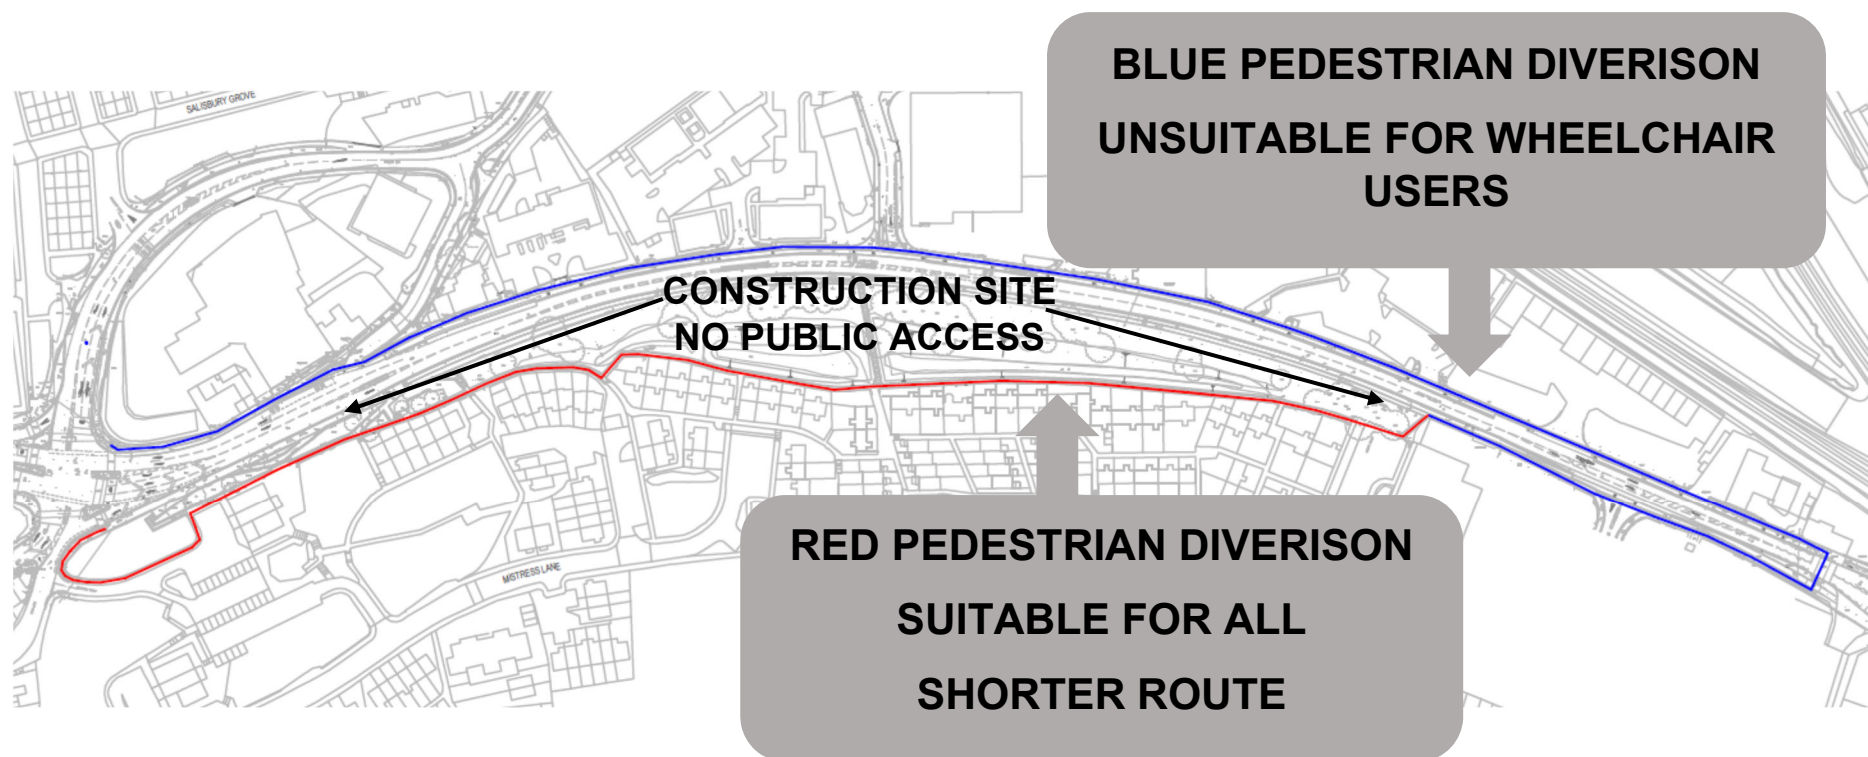 BLUE PEDESTRIAN DIVERISON
UNSUITABLE FOR WHEELCHAIR
USERS
SALISBURY GROVE
CONSTRUCTION SITE
NO PUBLIC ACCESS
RED PEDESTRIAN DIVERISON
SUITABLE FOR ALL
SHORTER ROUTE
MISTRESS LANE